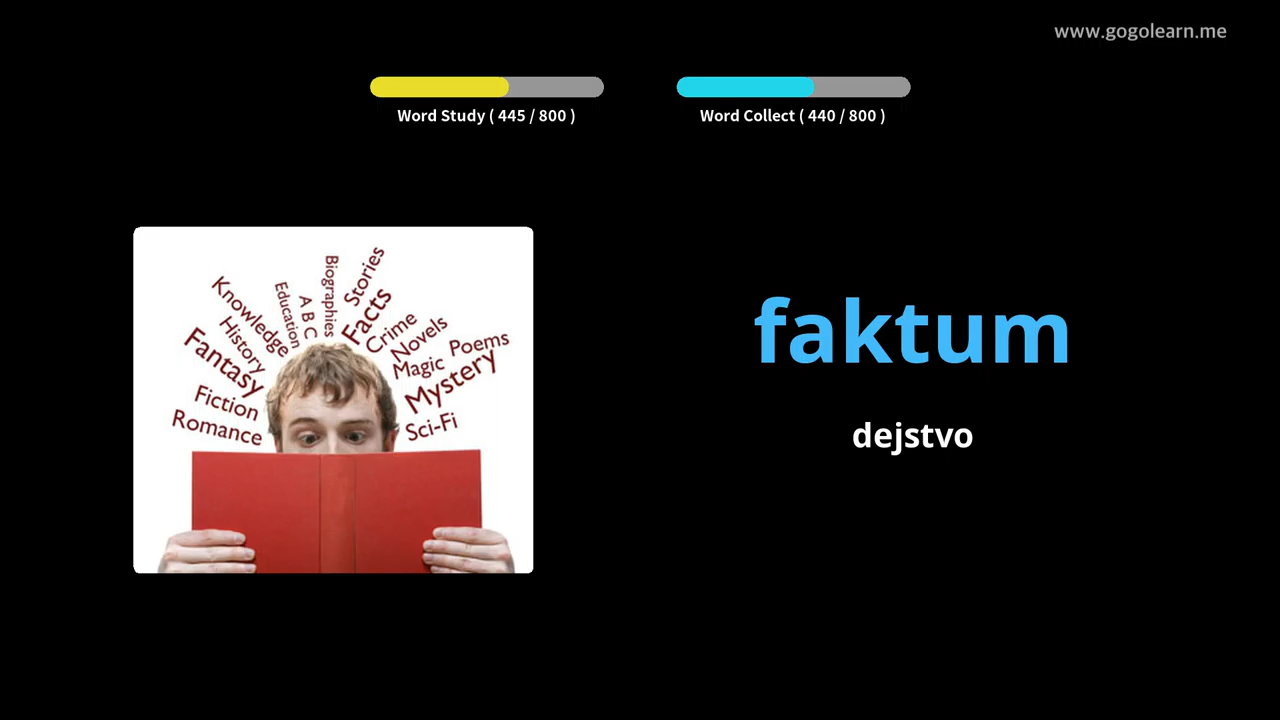 www.gogolearn.me
Word Study ( 445 / 800 )
Word Collect ( 440 / 800 )
Biographies
Stories
Education
A B C
Facts
Knowledge
Crime
History
Novels
Poems
Fantasy
Magic
Mystery
Fiction
Romance
Sci-Fi
faktum
dejstvo